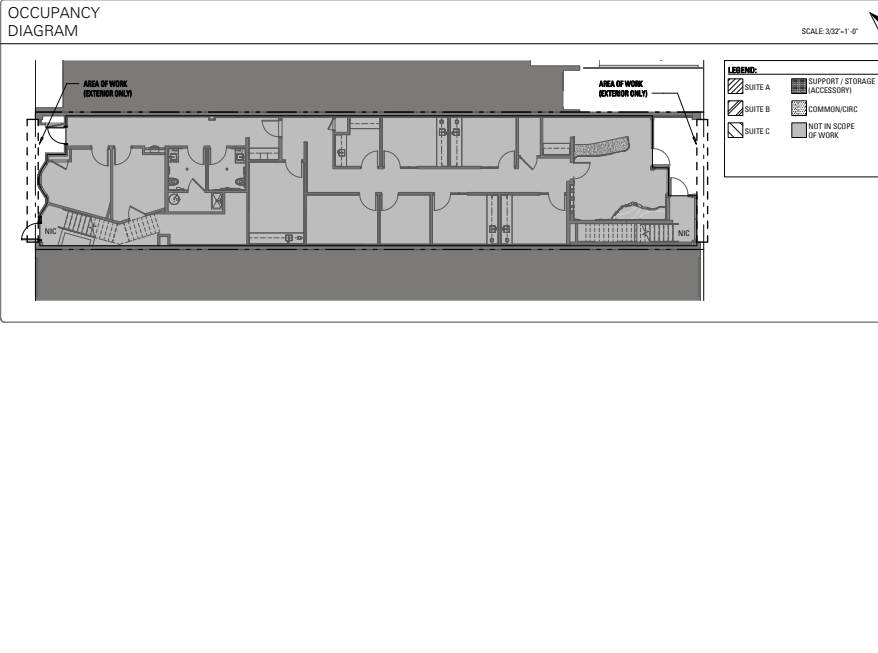 OCCUPANCY
DIAGRAM
SCALE: 3/32"=1'-0"
AREA OF WORK
(EXTERIOR ONLY)
AREA OF WORK
(EXTERIOR ONLY)
LEGEND:
SUITE A
SUPPORT / STORAGE
(ACCESSORY)
SUITE B
COMMON/CIRC
SUITE C
NOT IN SCOPE
OF WORK
NIC
NIC